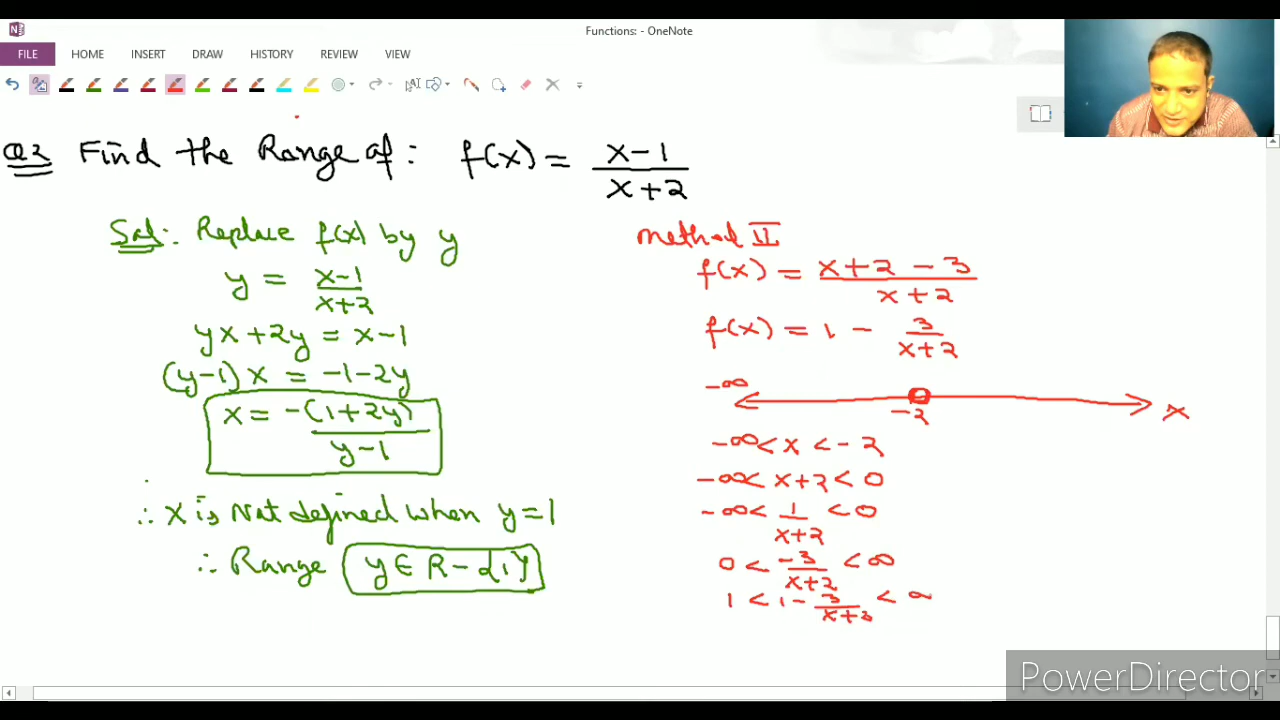 Functions: - OneNote
FILE HOME INSERT DRAW HISTORY REVIEW VIEW
Q2 Find the Range of : f(x) = x-1 / x+2
Sol: Replace f(x) by y
y = x-1 / x+2
yx+2y = x-1
(y-1)x = -1-2y
x = -(1+2y) / y-1
∴ x is Not defined when y=1
∴ Range y∈ R-{1}
method II
f(x) = x+2-3 / x+2
f(x) = 1 - 3 / x+2
-∞ -2 x
-∞ < x < -2
-∞ < x+2 < 0
-∞ < 1 / x+2 < 0
0 < -3 / x+2 < ∞
1 < 1 - 3 / x+2 < ∞
PowerDirector